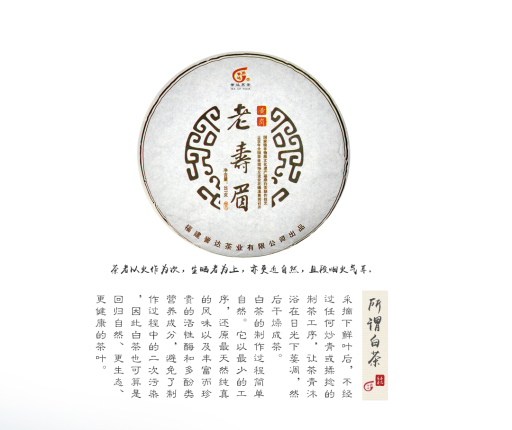 老寿眉
福建誉达茶业有限公司出品
茶者以火作为次，生晒者为上，亦更近自然，且段烟火气耳。
所谓白茶
采摘下鲜叶后，不经
过任何炒青或揉捻的
制茶工序，让茶青沐
浴在日光下萎凋，然
后干燥成茶。
白茶的制作过程简单
自然。它以最少的工
序，还原最天然纯真
的风味以及丰富而珍
贵的活性酶和多酚类
营养成分，避免了制
作过程中的二次污染
，因此白茶也可算是
回归自然、更生态、
更健康的茶叶。